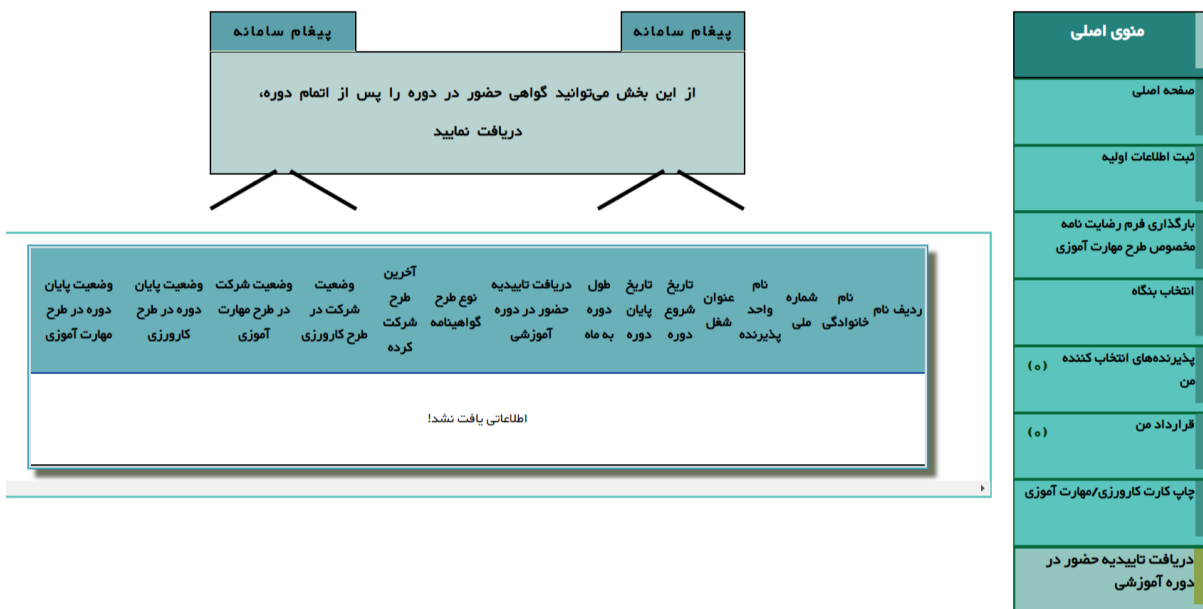 منوی اصلی
صفحه اصلی
ثبت اطلاعات اولیه
بارگذاری فرم رضایت نامه
مخصوص طرح مهارت آموزی
انتخاب بنگاه
پذیرنده‌های انتخاب کننده (۰)
من
قرارداد من (۰)
چاپ کارت کارورزی/مهارت آموزی
دریافت تاییدیه حضور در
دوره آموزشی
پیغام سامانه
پیغام سامانه
از این بخش می‌توانید گواهی حضور در دوره را پس از اتمام دوره،
دریافت نمایید
ردیف
نام
نام
خانوادگی
شماره
ملی
نام
واحد
پذیرنده
عنوان
شغل
تاریخ
شروع
دوره
تاریخ
پایان
دوره
طول
دوره
به ماه
دریافت تاییدیه
حضور در دوره
آموزشی
نوع طرح
گواهینامه
آخرین
طرح
شرکت
کرده
وضعیت
شرکت در
طرح کارورزی
وضعیت شرکت
در طرح مهارت
آموزی
وضعیت پایان
دوره در طرح
کارورزی
وضعیت پایان
دوره در طرح
مهارت آموزی
اطلاعاتی یافت نشد!